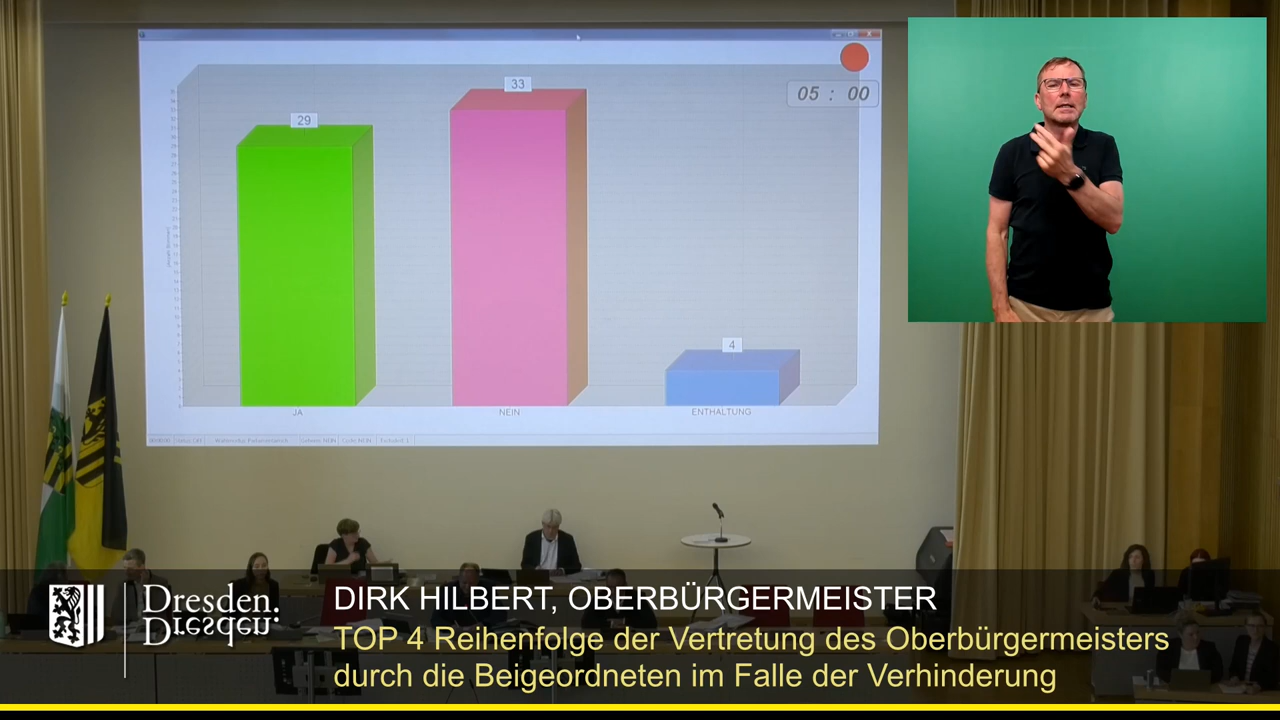 05 : 00
29
33
4
JA
NEIN
ENTHALTUNG
Dresden.
Dresden.
DIRK HILBERT, OBERBÜRGERMEISTER
TOP 4 Reihenfolge der Vertretung des Oberbürgermeisters
durch die Beigeordneten im Falle der Verhinderung